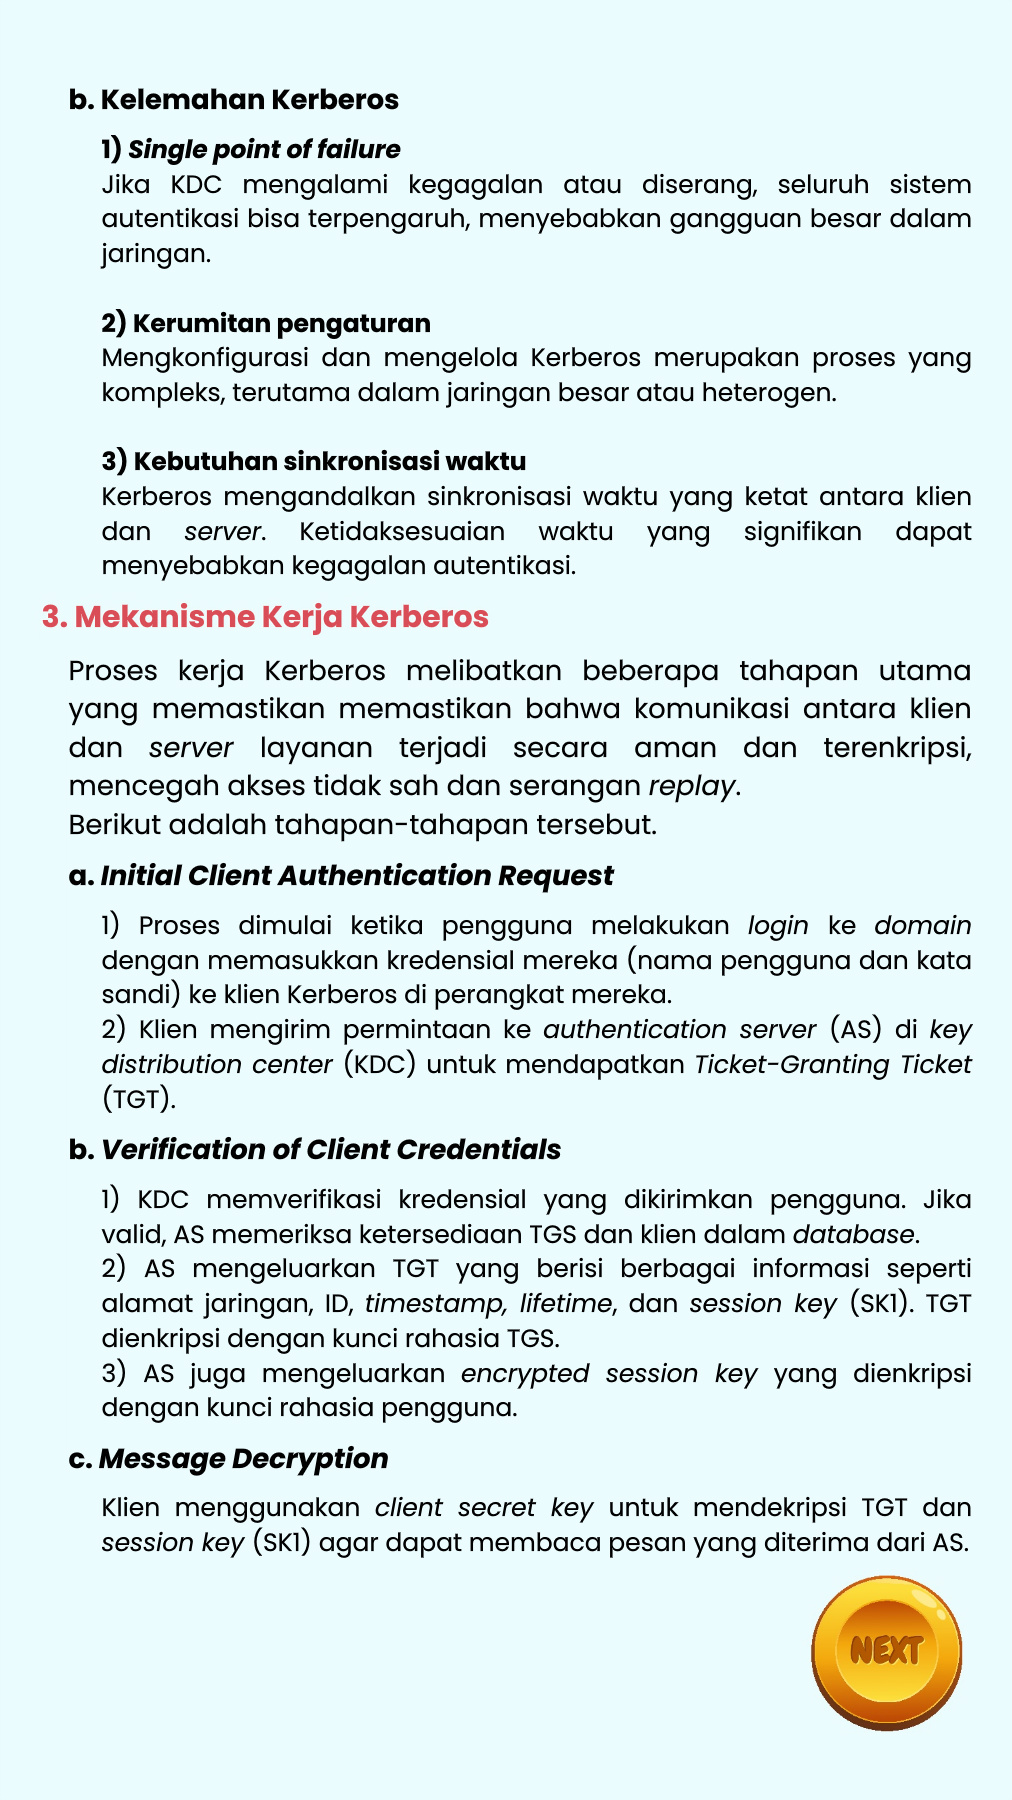 b. Kelemahan Kerberos
1) Single point of failure
Jika KDC mengalami kegagalan atau diserang, seluruh sistem
autentikasi bisa terpengaruh, menyebabkan gangguan besar dalam
jaringan.
2) Kerumitan pengaturan
Mengkonfigurasi dan mengelola Kerberos merupakan proses yang
kompleks, terutama dalam jaringan besar atau heterogen.
3) Kebutuhan sinkronisasi waktu
Kerberos mengandalkan sinkronisasi waktu yang ketat antara klien
dan server. Ketidaksesuaian waktu yang signifikan dapat
menyebabkan kegagalan autentikasi.
3. Mekanisme Kerja Kerberos
Proses kerja Kerberos melibatkan beberapa tahapan utama
yang memastikan memastikan bahwa komunikasi antara klien
dan server layanan terjadi secara aman dan terenkripsi,
mencegah akses tidak sah dan serangan replay.
Berikut adalah tahapan-tahapan tersebut.
a. Initial Client Authentication Request
1) Proses dimulai ketika pengguna melakukan login ke domain
dengan memasukkan kredensial mereka (nama pengguna dan kata
sandi) ke klien Kerberos di perangkat mereka.
2) Klien mengirim permintaan ke authentication server (AS) di key
distribution center (KDC) untuk mendapatkan Ticket-Granting Ticket
(TGT).
b. Verification of Client Credentials
1) KDC memverifikasi kredensial yang dikirimkan pengguna. Jika
valid, AS memeriksa ketersediaan TGS dan klien dalam database.
2) AS mengeluarkan TGT yang berisi berbagai informasi seperti
alamat jaringan, ID, timestamp, lifetime, dan session key (SK1). TGT
dienkripsi dengan kunci rahasia TGS.
3) AS juga mengeluarkan encrypted session key yang dienkripsi
dengan kunci rahasia pengguna.
c. Message Decryption
Klien menggunakan client secret key untuk mendekripsi TGT dan
session key (SK1) agar dapat membaca pesan yang diterima dari AS.
NEXT